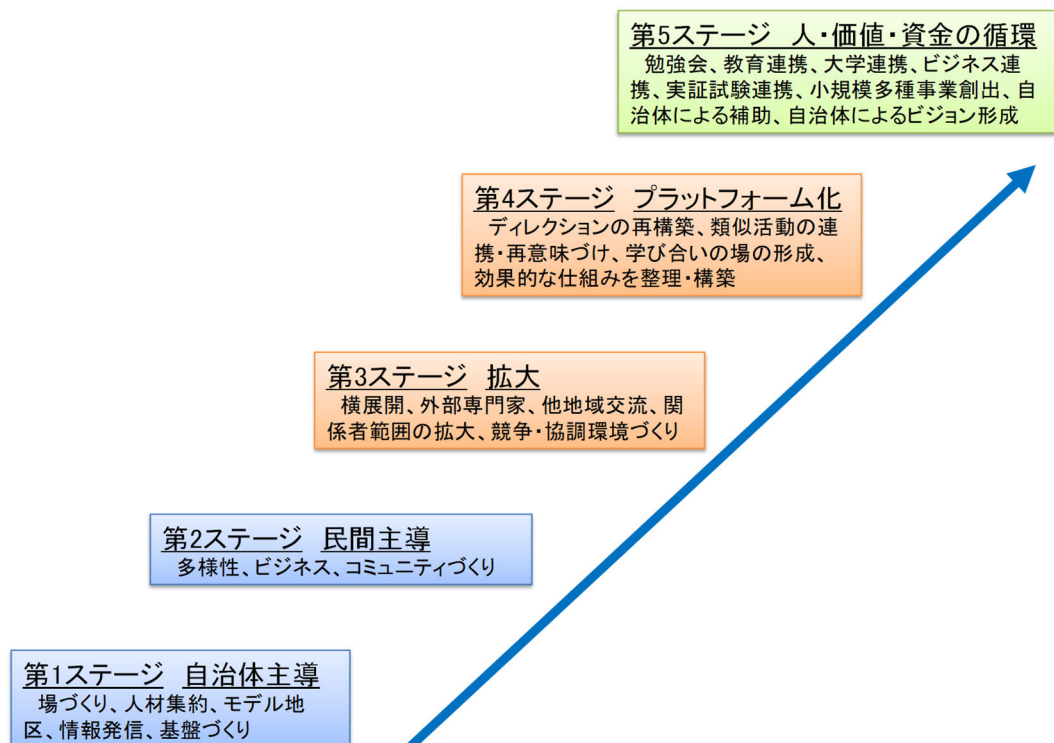 第5ステージ　人・価値・資金の循環
勉強会、教育連携、大学連携、ビジネス連
携、実証試験連携、小規模多種事業創出、自
治体による補助、自治体によるビジョン形成
第4ステージ　プラットフォーム化
ディレクションの再構築、類似活動の連
携・再意味づけ、学び合いの場の形成、
効果的な仕組みを整理・構築
第3ステージ　拡大
横展開、外部専門家、他地域交流、関
係者範囲の拡大、競争・協調環境づくり
第2ステージ　民間主導
多様性、ビジネス、コミュニティづくり
第1ステージ　自治体主導
場づくり、人材集約、モデル地
区、情報発信、基盤づくり